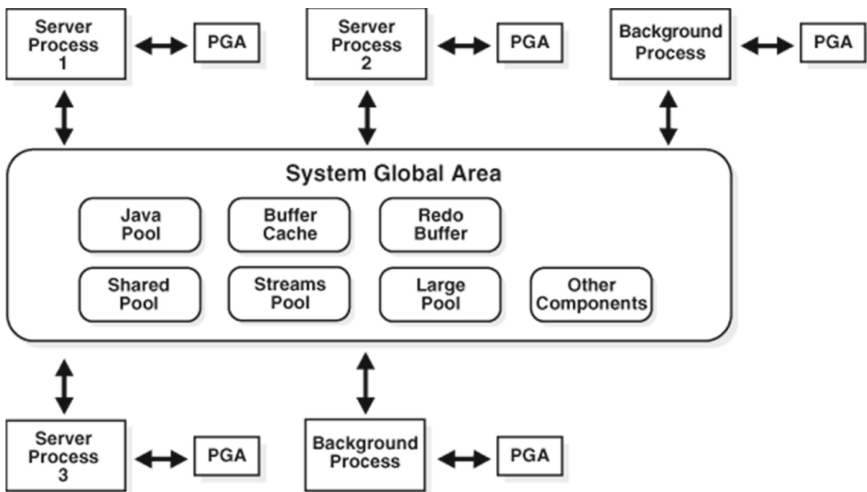 Server
Process
1
PGA
Server
Process
2
PGA
Background
Process
PGA
System Global Area
Java
Pool
Buffer
Cache
Redo
Buffer
Shared
Pool
Streams
Pool
Large
Pool
Other
Components
Server
Process
3
PGA
Background
Process
PGA